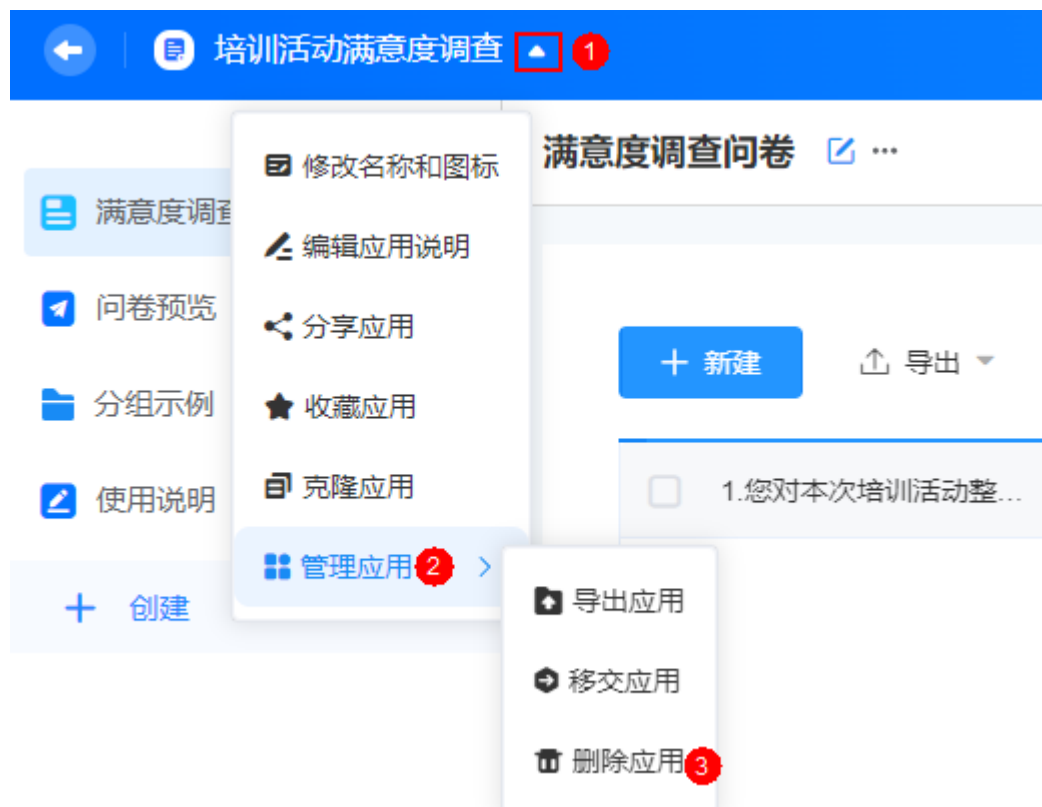 培训活动满意度调查 1
修改名称和图标
编辑应用说明
分享应用
收藏应用
克隆应用
管理应用 2
导出应用
移交应用
删除应用 3
满意度调
问卷预览
分组示例
使用说明
创建
满意度调查问卷 ...
新建 导出
1.您对本次培训活动整...